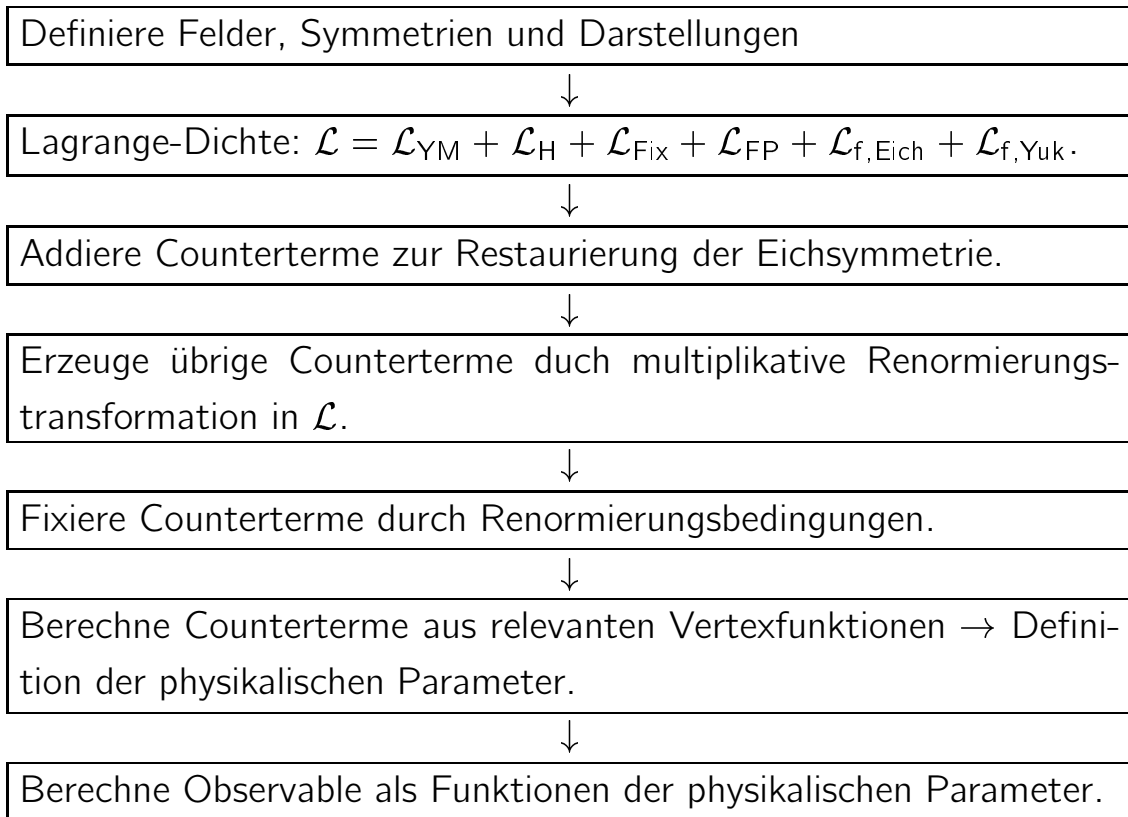 Definiere Felder, Symmetrien und Darstellungen
↓
Lagrange-Dichte: ℒ = ℒ_YM + ℒ_H + ℒ_Fix + ℒ_FP + ℒ_f,Eich + ℒ_f,Yuk.
↓
Addiere Counterterme zur Restaurierung der Eichsymmetrie.
↓
Erzeuge übrige Counterterme duch multiplikative Renormierungs-
transformation in ℒ.
↓
Fixiere Counterterme durch Renormierungsbedingungen.
↓
Berechne Counterterme aus relevanten Vertexfunktionen → Defini-
tion der physikalischen Parameter.
↓
Berechne Observable als Funktionen der physikalischen Parameter.